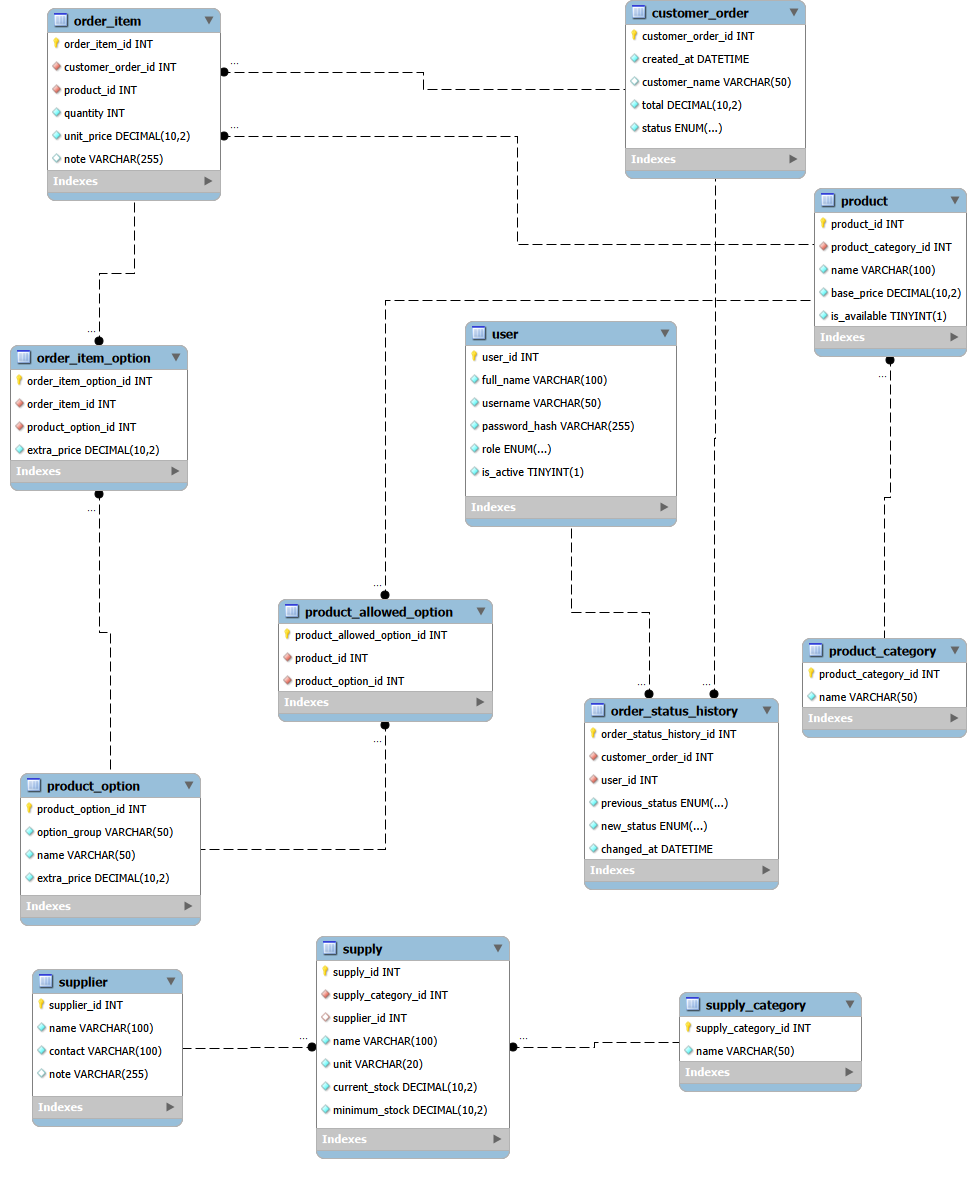 order_item
order_item_id INT
customer_order_id INT
product_id INT
quantity INT
unit_price DECIMAL(10,2)
note VARCHAR(255)
Indexes
...
...
customer_order
customer_order_id INT
created_at DATETIME
customer_name VARCHAR(50)
total DECIMAL(10,2)
status ENUM(...)
Indexes
product
product_id INT
product_category_id INT
name VARCHAR(100)
base_price DECIMAL(10,2)
is_available TINYINT(1)
Indexes
...
...
order_item_option
order_item_option_id INT
order_item_id INT
product_option_id INT
extra_price DECIMAL(10,2)
Indexes
...
user
user_id INT
full_name VARCHAR(100)
username VARCHAR(50)
password_hash VARCHAR(255)
role ENUM(...)
is_active TINYINT(1)
Indexes
...
product_allowed_option
product_allowed_option_id INT
product_id INT
product_option_id INT
Indexes
...
product_category
product_category_id INT
name VARCHAR(50)
Indexes
...
...
order_status_history
order_status_history_id INT
customer_order_id INT
user_id INT
previous_status ENUM(...)
new_status ENUM(...)
changed_at DATETIME
Indexes
product_option
product_option_id INT
option_group VARCHAR(50)
name VARCHAR(50)
extra_price DECIMAL(10,2)
Indexes
supplier
supplier_id INT
name VARCHAR(100)
contact VARCHAR(100)
note VARCHAR(255)
Indexes
...
supply
supply_id INT
supply_category_id INT
supplier_id INT
name VARCHAR(100)
unit VARCHAR(20)
current_stock DECIMAL(10,2)
minimum_stock DECIMAL(10,2)
Indexes
...
supply_category
supply_category_id INT
name VARCHAR(50)
Indexes